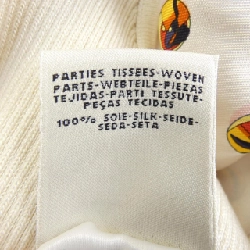 PARTIES TISSEES-WOVEN
PARTS-WEBTEILE-PIEZAS
TEJIDAS-PARTI TESSUTE-
PEÇAS TECIDAS
100% SOIE-SILK-SEIDE-
SEDA-SETA